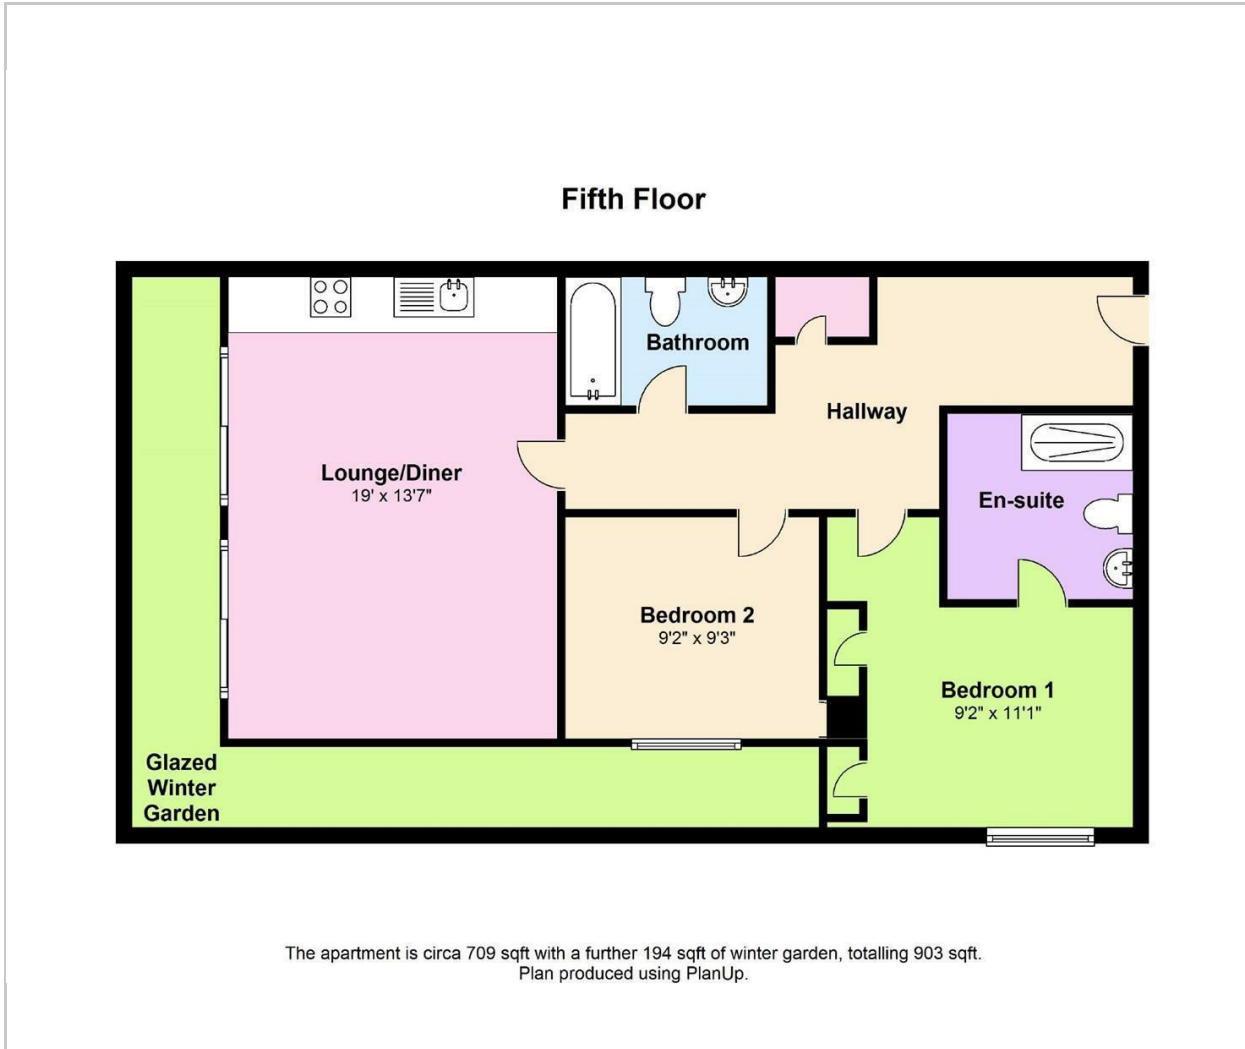 Fifth Floor
Bathroom
Hallway
Lounge/Diner
19' x 13'7"
En-suite
Bedroom 2
9'2" x 9'3"
Bedroom 1
9'2" x 11'1"
Glazed
Winter
Garden
The apartment is circa 709 sqft with a further 194 sqft of winter garden, totalling 903 sqft.
Plan produced using PlanUp.